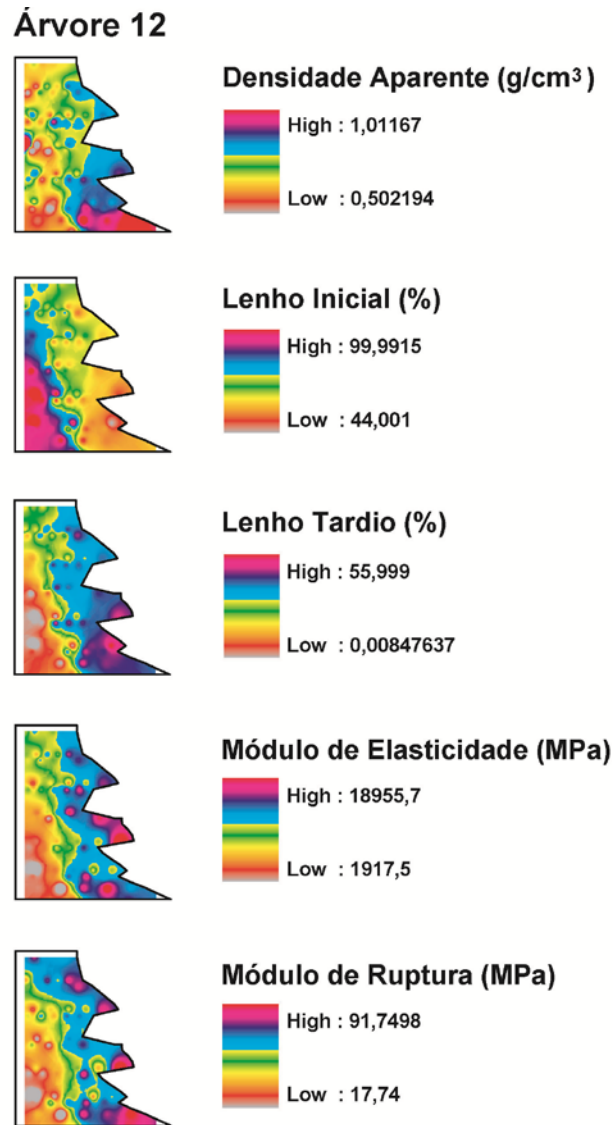 Árvore 12
Densidade Aparente (g/cm³)
High : 1,01167
Low : 0,502194
Lenho Inicial (%)
High : 99,9915
Low : 44,001
Lenho Tardio (%)
High : 55,999
Low : 0,00847637
Módulo de Elasticidade (MPa)
High : 18955,7
Low : 1917,5
Módulo de Ruptura (MPa)
High : 91,7498
Low : 17,74